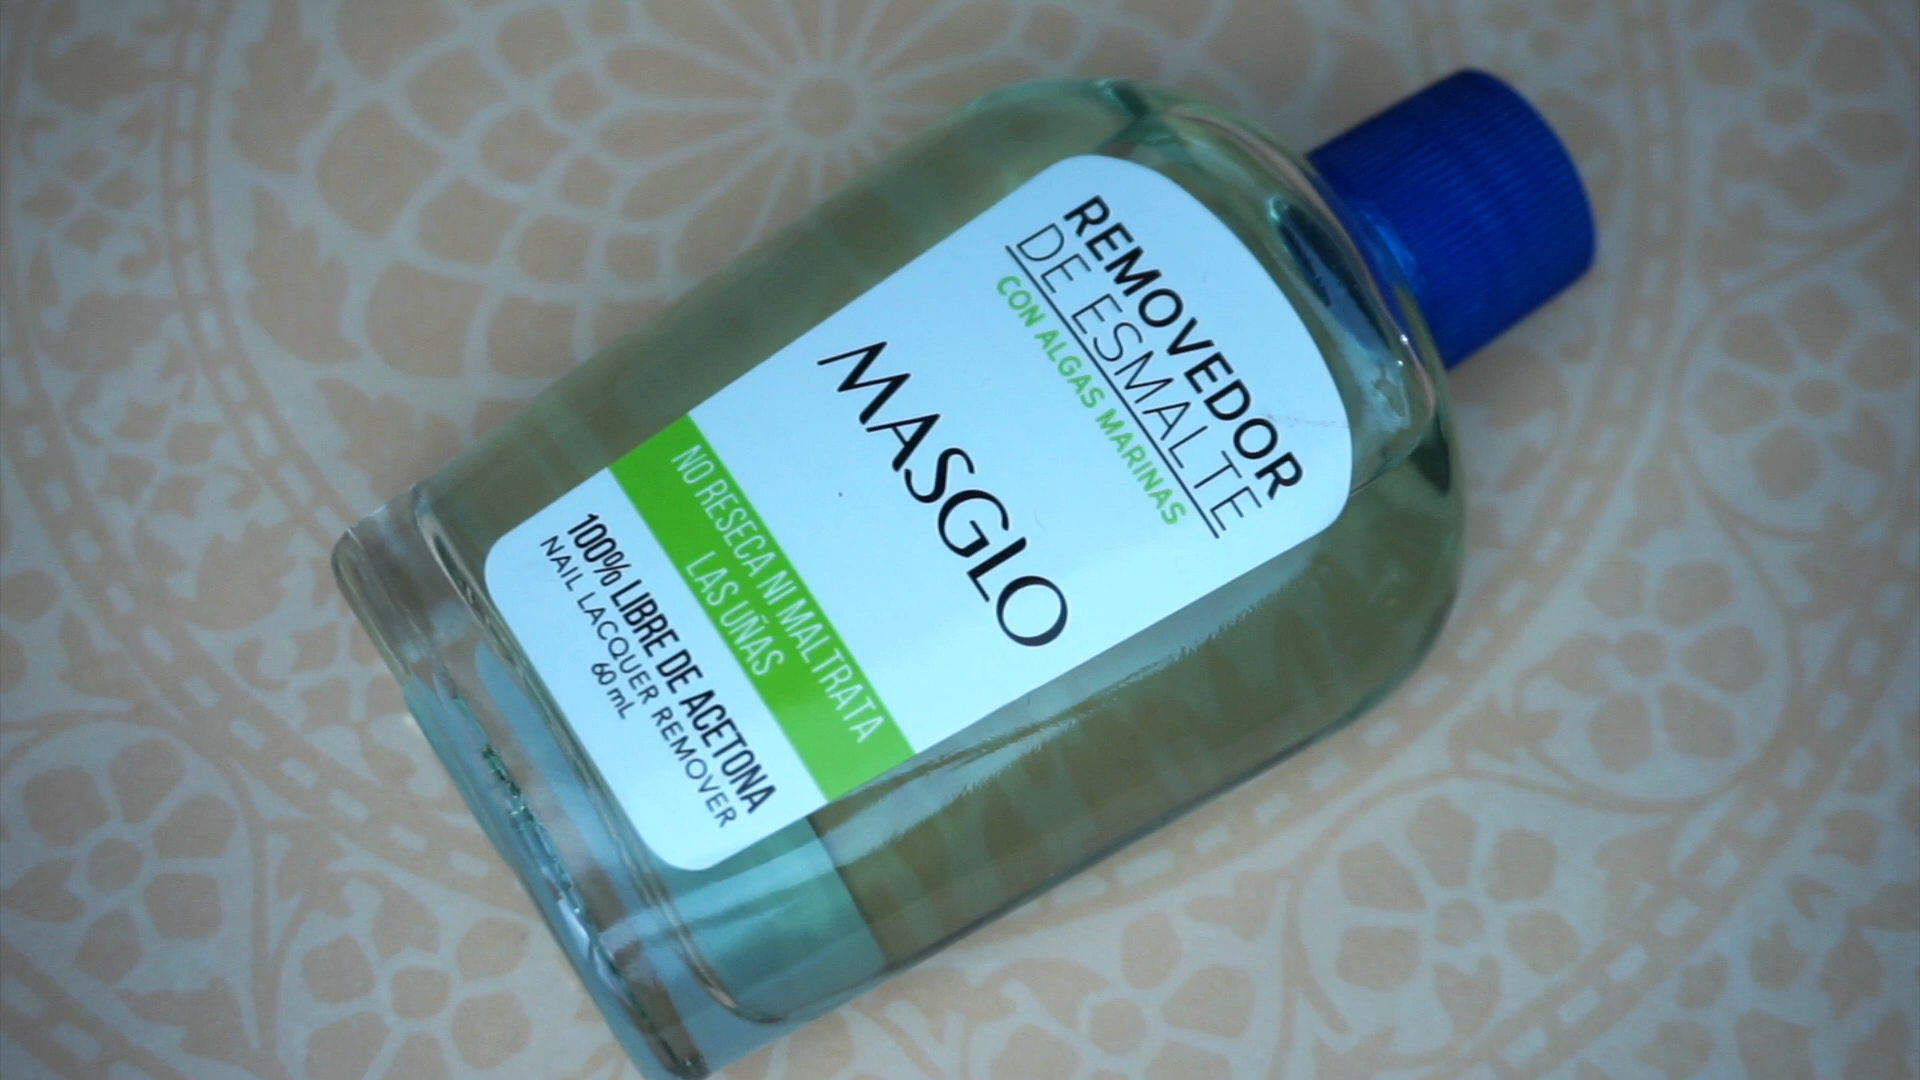 REMOVEDOR
DE ESMALTE
CON ALGAS MARINAS
MASGLO
NO RESECA NI MALTRATA
LAS UÑAS
100% LIBRE DE ACETONA
NAIL LACQUER REMOVER
60 mL